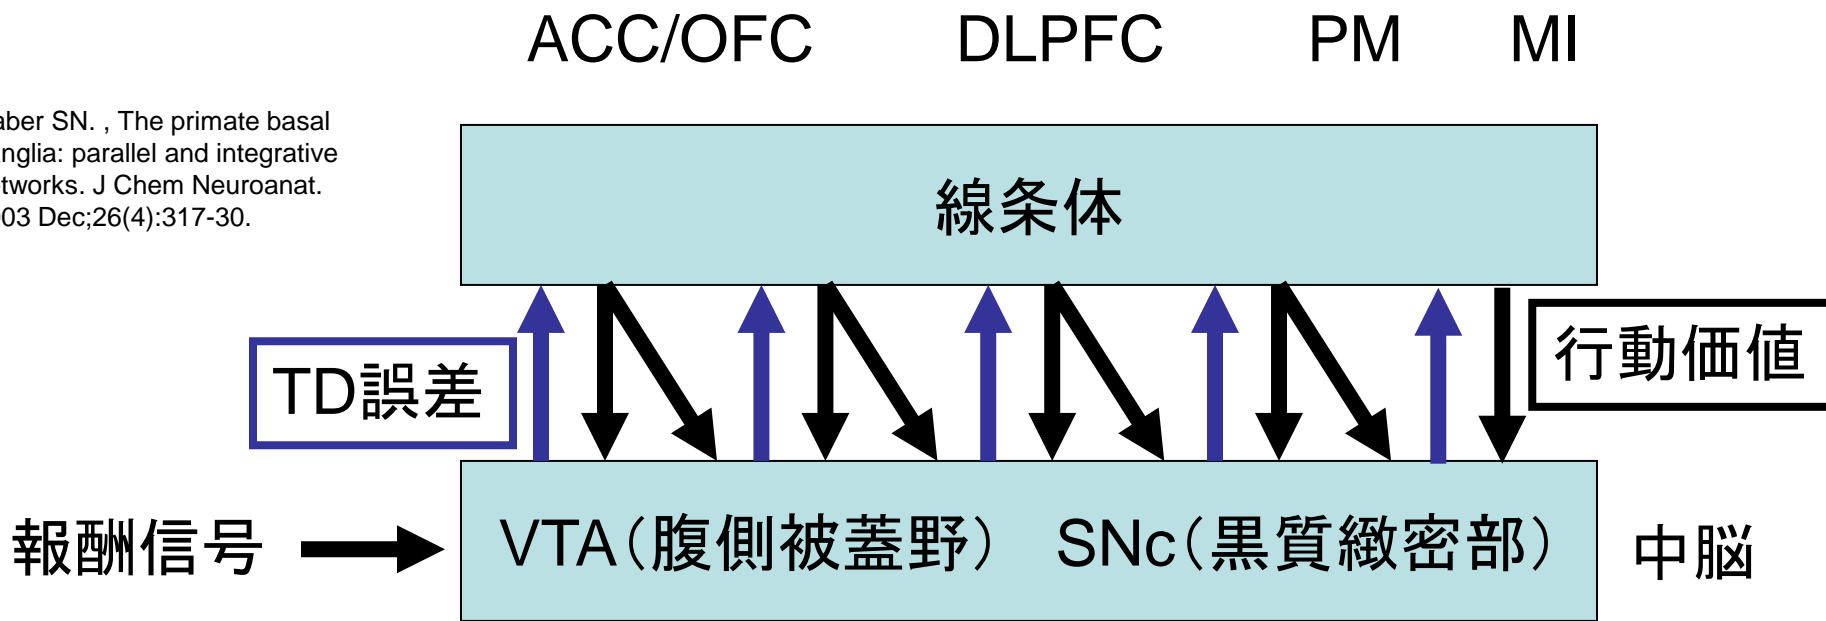 ACC/OFC DLPFC PM MI
aber SN. , The primate basal
anglia: parallel and integrative
tworks. J Chem Neuroanat.
03 Dec;26(4):317-30.
線条体
TD誤差
行動価値
報酬信号
VTA(腹側被蓋野) SNc(黒質緻密部)
中脳